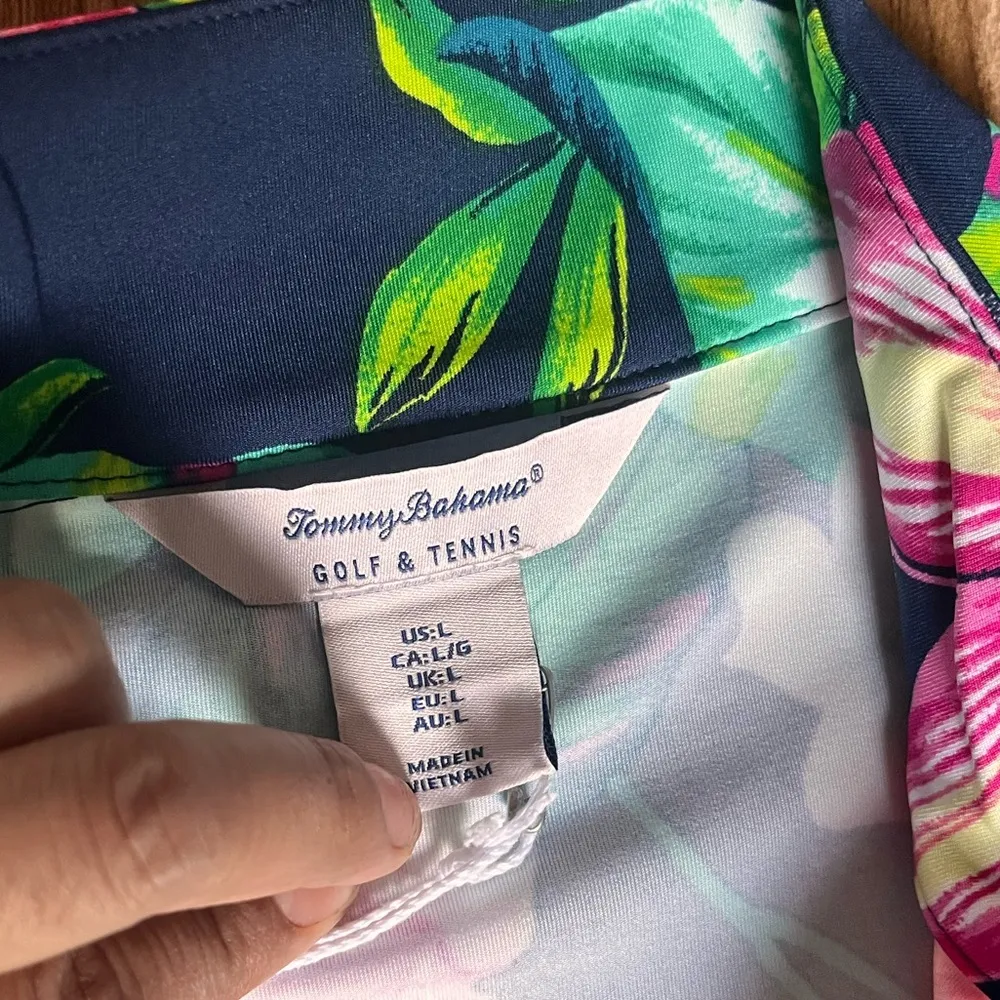 Tommy Bahama®
GOLF & TENNIS
US:L
CA:L/G
UK:L
EU:L
AU:L
MADE IN
VIETNAM